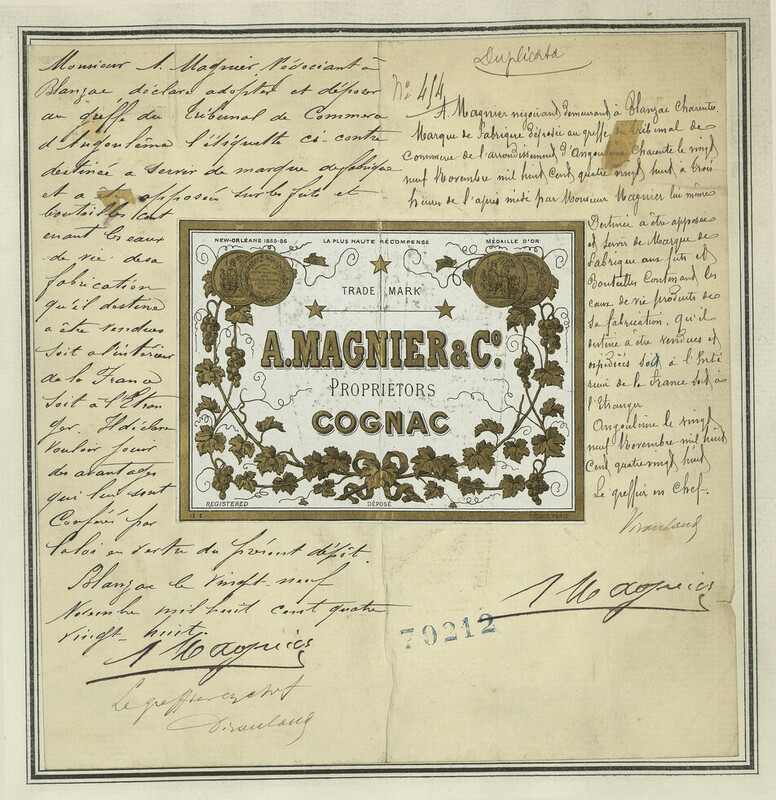 Monsieur A. Magnier Négociant à
Blanzac déclare adopter et déposer
au greffe du Tribunal de Commerce
d'Angoulême l'étiquette ci-contre
destinée à servir de marque de fabrique
et à être apposée sur les fûts et
bouteilles cont
enant les eaux
de vie de sa
fabrication
qu'il destine
à être vendues
soit à l'intérieur
de la France
soit à l'Etran
ger. Il déclare
vouloir jouir
des avantages
qui lui sont
Conférés par
la loi en vertu du présent dépôt.
Blanzac le vingt-neuf
Novembre mil huit cent quatre
vingt-huit.
A Magnier
Le greffier en chef
Duplicata
No 414
A Magnier négociant demeurant à Blanzac Charente.
Marque de fabrique déposée au greffe du Tribunal de
Commerce de l'arrondissement d'Angoulême Charente le vingt
neuf Novembre mil huit cent quatre vingt huit à trois
heures de l'après midi par Monsieur Magnier lui même
Destinée à être apposée
et servir de Marque de
Fabrique aux fûts et
Bouteilles Contenant les
eaux de vie produits de
sa fabrication, qu'il
destine à être vendues et
expédiées soit à l'Inté
rieur de la France soit à
l'Etranger
Angoulême le vingt
neuf Novembre mil huit
cent quatre vingt huit
Le greffier en chef
A Magnier
79212
NEW-ORLÉANS 1885-86 LA PLUS HAUTE RÉCOMPENSE MÉDAILLE D'OR
TRADE MARK
A. MAGNIER & Co.
PROPRIETORS
COGNAC
REGISTERED DÉPOSÉ